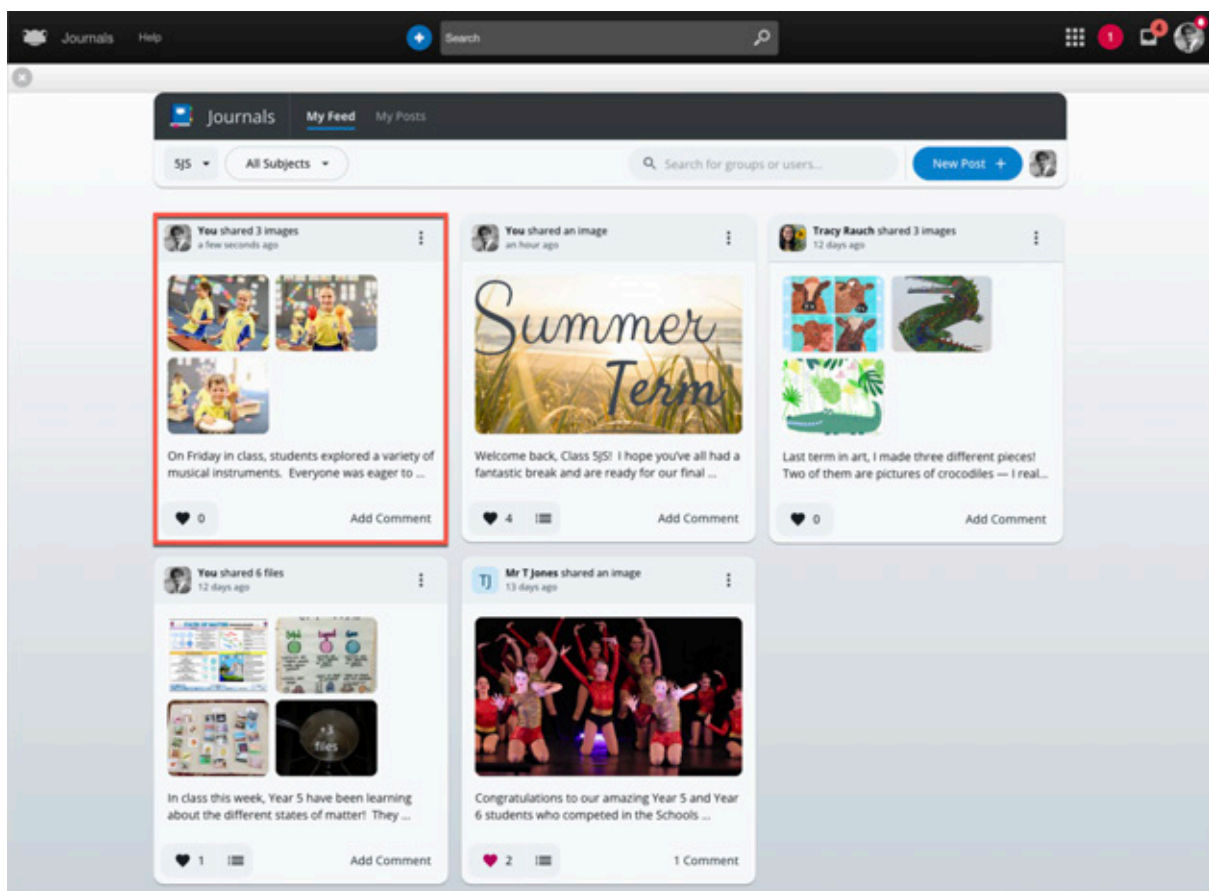 Journals Help Search 1 4
Journals My Feed My Posts
5JS All Subjects Search for groups or users... New Post +
You shared 3 images
a few seconds ago
On Friday in class, students explored a variety of
musical instruments. Everyone was eager to ...
0 Add Comment
You shared an image
an hour ago
Summer
Term
Welcome back, Class 5JS! I hope you've all had a
fantastic break and are ready for our final ...
4 Add Comment
Tracy Rauch shared 3 images
12 days ago
Last term in art, I made three different pieces!
Two of them are pictures of crocodiles — I real...
0 Add Comment
You shared 6 files
12 days ago
Solid Liquid Gas
+3
files
In class this week, Year 5 have been learning
about the different states of matter! They ...
1 Add Comment
TJ Mr T Jones shared an image
13 days ago
Congratulations to our amazing Year 5 and Year
6 students who competed in the Schools ...
2 1 Comment